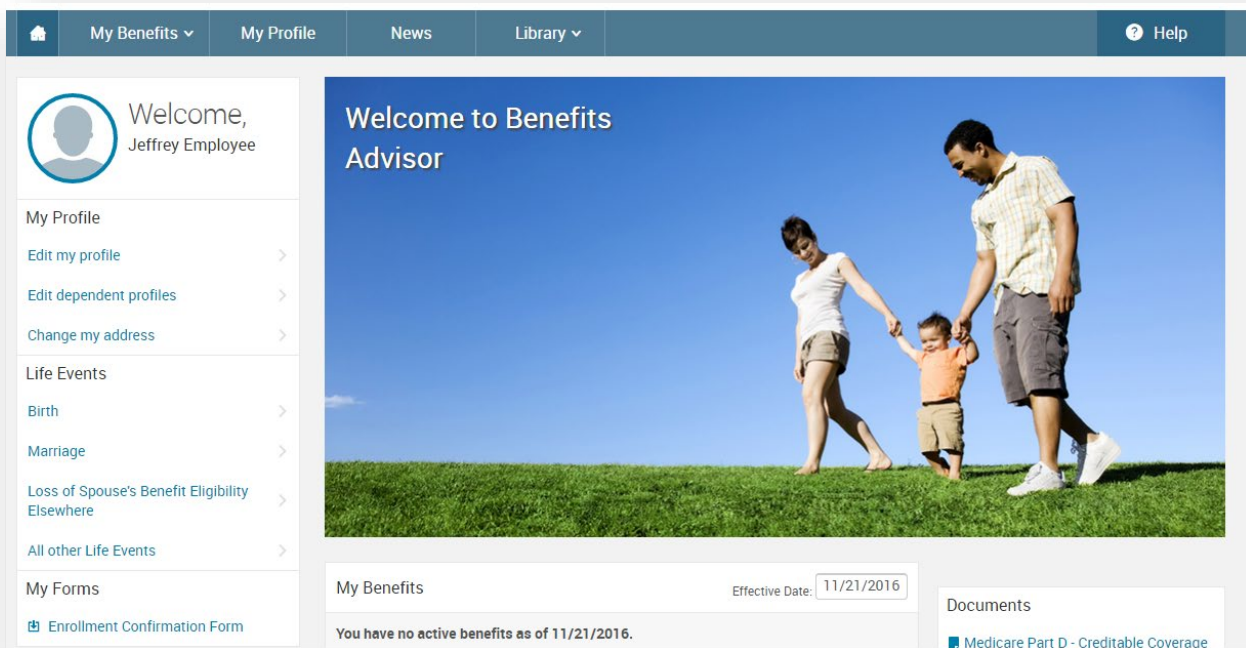 My Benefits
My Profile
News
Library
Help
Welcome,
Jeffrey Employee
My Profile
Edit my profile
Edit dependent profiles
Change my address
Life Events
Birth
Marriage
Loss of Spouse's Benefit Eligibility
Elsewhere
All other Life Events
My Forms
Enrollment Confirmation Form
Welcome to Benefits
Advisor
My Benefits
Effective Date: 11/21/2016
You have no active benefits as of 11/21/2016.
Documents
Medicare Part D - Creditable Coverage